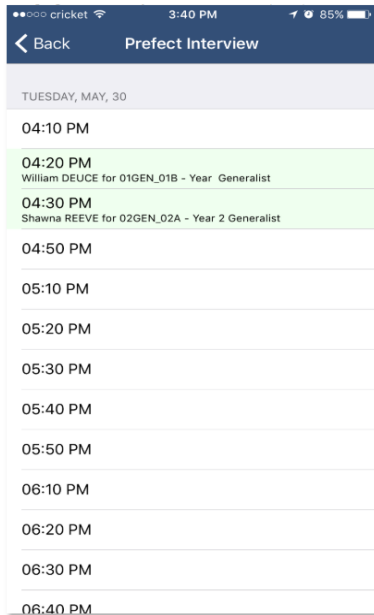 cricket 3:40 PM 85%
Back Prefect Interview
TUESDAY, MAY, 30
04:10 PM
04:20 PM
William DEUCE for 01GEN_01B - Year Generalist
04:30 PM
Shawna REEVE for 02GEN_02A - Year 2 Generalist
04:50 PM
05:10 PM
05:20 PM
05:30 PM
05:40 PM
05:50 PM
06:10 PM
06:20 PM
06:30 PM
06:40 PM